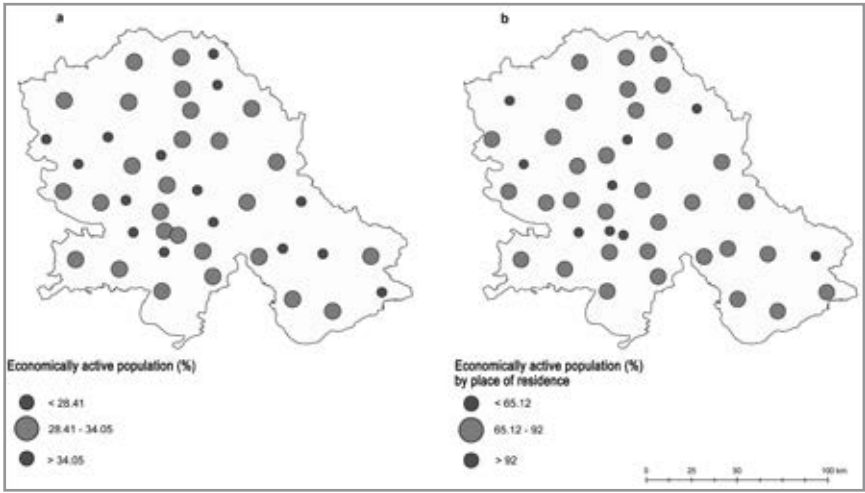 a
b
Economically active population (%)
< 28.41
28.41 - 34.05
> 34.05
Economically active population (%)
by place of residence
< 65.12
65.12 - 92
> 92
0 25 50 100 km